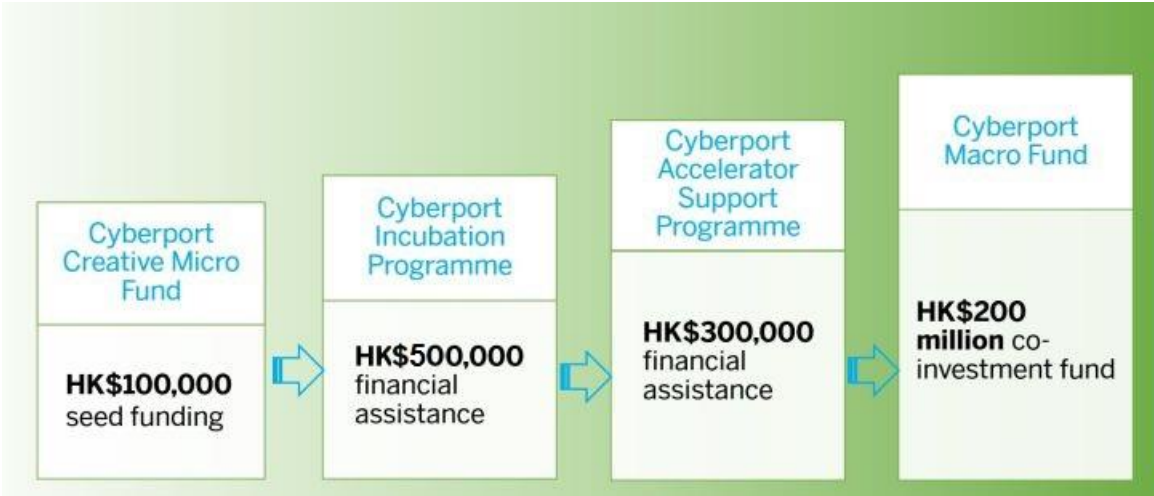 Cyberport
Creative Micro
Fund
HK$100,000
seed funding
Cyberport
Incubation
Programme
HK$500,000
financial
assistance
Cyberport
Accelerator
Support
Programme
HK$300,000
financial
assistance
Cyberport
Macro Fund
HK$200
million co-
investment fund